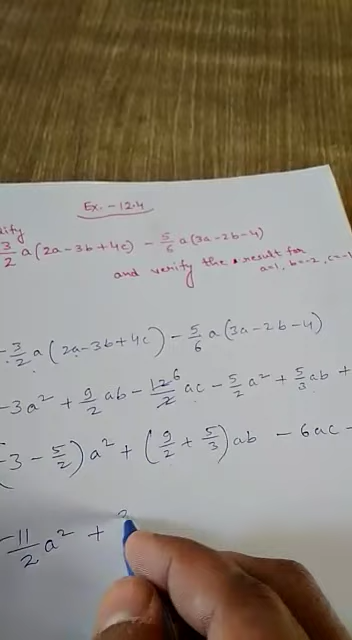 Ex. - 12.4
lify
3/2 a (2a - 3b + 4c) - 5/6 a (3a - 2b - 4)
and verify the result for
a=1, b=-2, c=-1
-3/2 a (2a - 3b + 4c) - 5/6 a (3a - 2b - 4)
-3a² + 9/2 ab - 12/2 6 ac - 5/2 a² + 5/3 ab +
(-3 - 5/2) a² + (9/2 + 5/3) ab - 6ac -
-11/2 a² +